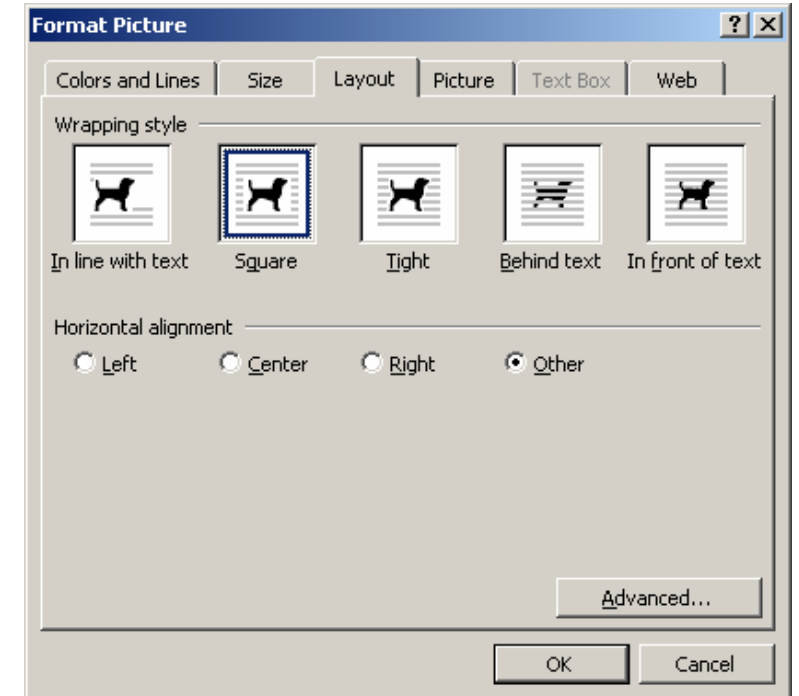 Format Picture
Colors and Lines Size Layout Picture Text Box Web
Wrapping style
In line with text Square Tight Behind text In front of text
Horizontal alignment
Left Center Right Other
Advanced...
OK Cancel